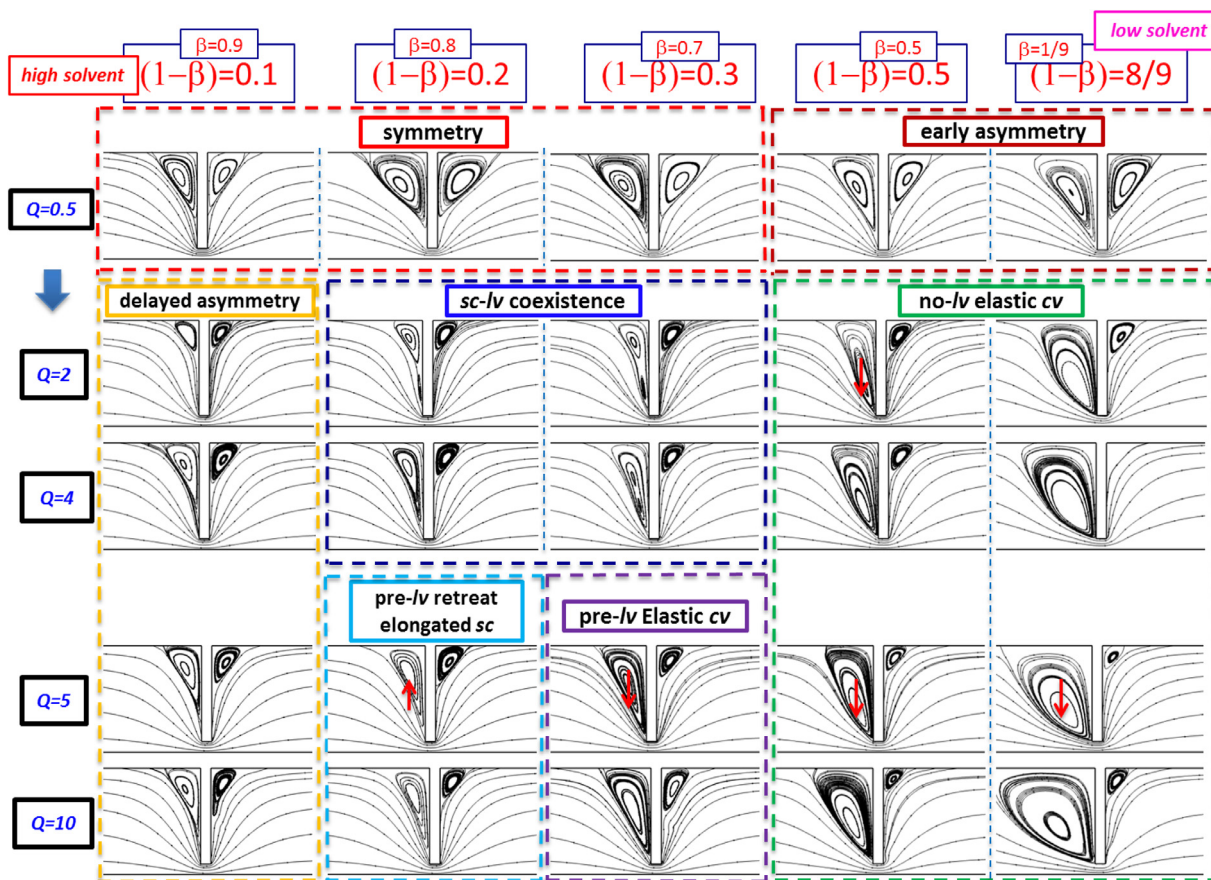 low solvent
β=0.9
β=0.8
β=0.7
β=0.5
β=1/9
high solvent
(1−β)=0.1
(1−β)=0.2
(1−β)=0.3
(1−β)=0.5
(1−β)=8/9
symmetry
early asymmetry
Q=0.5
delayed asymmetry
sc-lv coexistence
no-lv elastic cv
Q=2
Q=4
pre-lv retreat
elongated sc
pre-lv Elastic cv
Q=5
Q=10